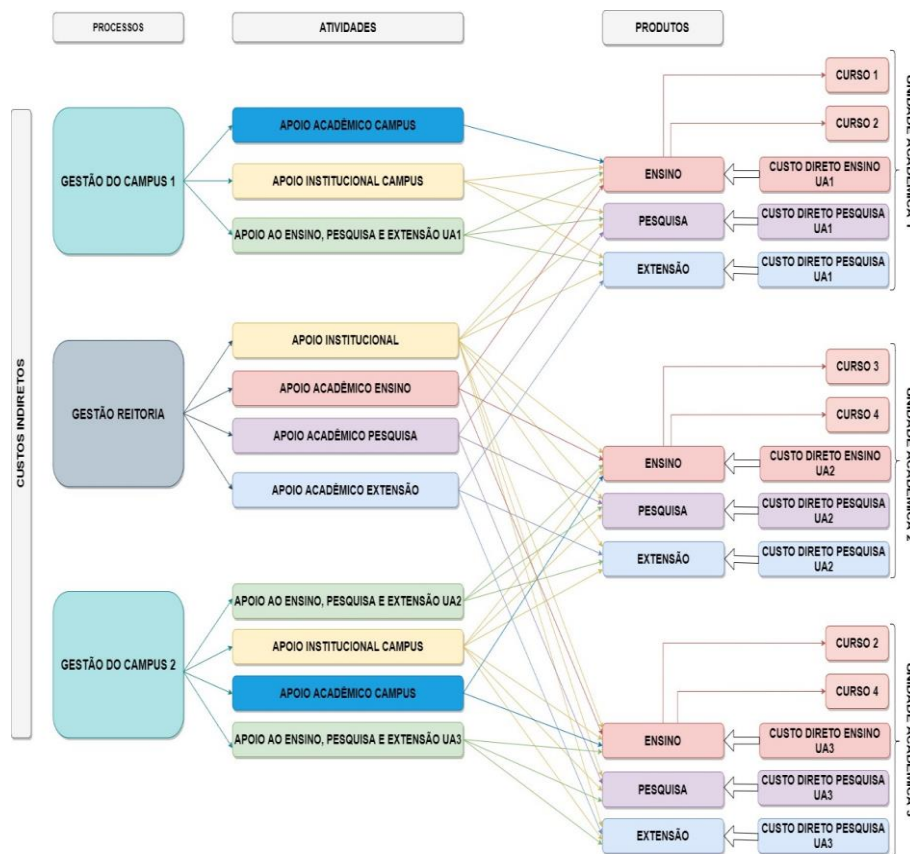 PROCESSOS
ATIVIDADES
PRODUTOS
CUSTOS INDIRETOS
GESTÃO DO CAMPUS 1
APOIO ACADÊMICO CAMPUS
APOIO INSTITUCIONAL CAMPUS
APOIO AO ENSINO, PESQUISA E EXTENSÃO UA1
GESTÃO REITORIA
APOIO INSTITUCIONAL
APOIO ACADÊMICO ENSINO
APOIO ACADÊMICO PESQUISA
APOIO ACADÊMICO EXTENSÃO
GESTÃO DO CAMPUS 2
APOIO AO ENSINO, PESQUISA E EXTENSÃO UA2
APOIO INSTITUCIONAL CAMPUS
APOIO ACADÊMICO CAMPUS
APOIO AO ENSINO, PESQUISA E EXTENSÃO UA3
CURSO 1
CURSO 2
ENSINO
CUSTO DIRETO ENSINO
UA1
PESQUISA
CUSTO DIRETO PESQUISA
UA1
EXTENSÃO
CUSTO DIRETO PESQUISA
UA1
CURSO 3
CURSO 4
ENSINO
CUSTO DIRETO ENSINO
UA2
PESQUISA
CUSTO DIRETO PESQUISA
UA2
EXTENSÃO
CUSTO DIRETO PESQUISA
UA2
CURSO 2
CURSO 4
ENSINO
CUSTO DIRETO ENSINO
UA3
PESQUISA
CUSTO DIRETO PESQUISA
UA3
EXTENSÃO
CUSTO DIRETO PESQUISA
UA3